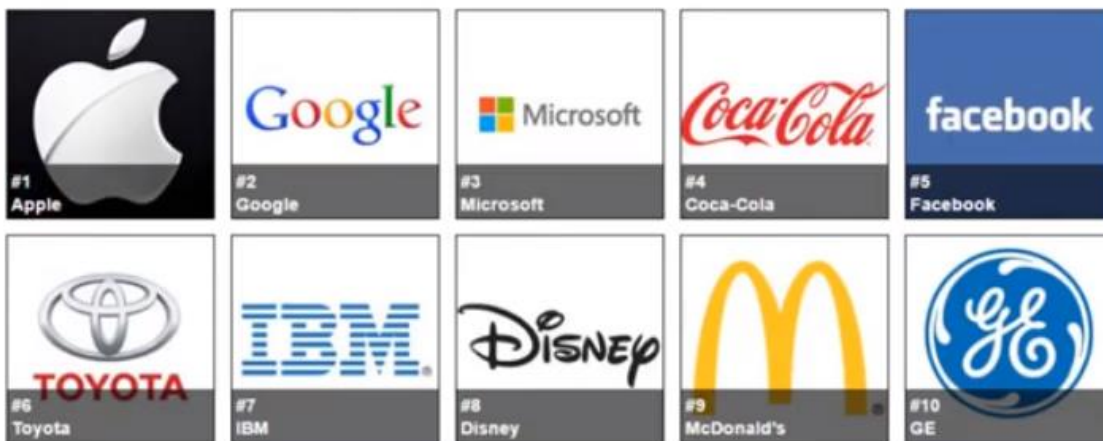 Google
Microsoft
Coca-Cola
facebook
#1
Apple
#2
Google
#3
Microsoft
#4
Coca-Cola
#5
Facebook
TOYOTA
IBM®
Disney
GE
#6
Toyota
#7
IBM
#8
Disney
#9
McDonald's
®
#10
GE